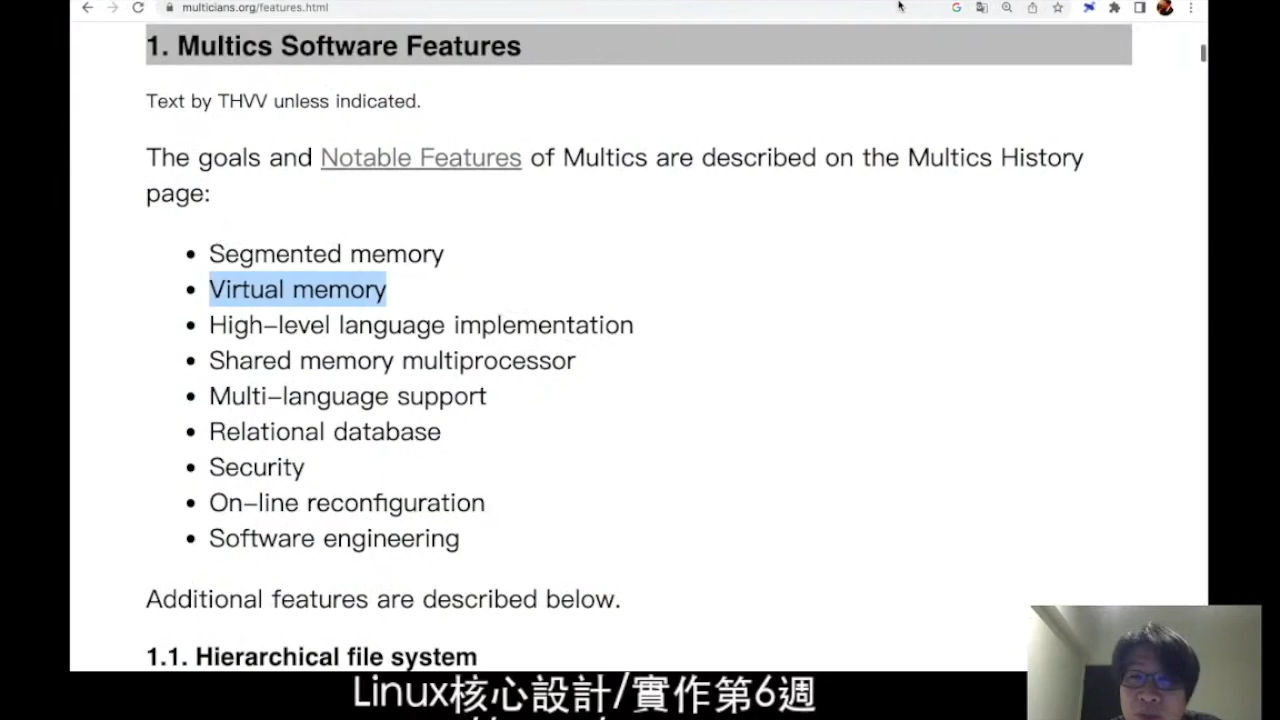 multicians.org/features.html
1. Multics Software Features
Text by THVV unless indicated.
The goals and Notable Features of Multics are described on the Multics History
page:
• Segmented memory
• Virtual memory
• High-level language implementation
• Shared memory multiprocessor
• Multi-language support
• Relational database
• Security
• On-line reconfiguration
• Software engineering
Additional features are described below.
1.1. Hierarchical file system
Linux核心設計/實作第6週